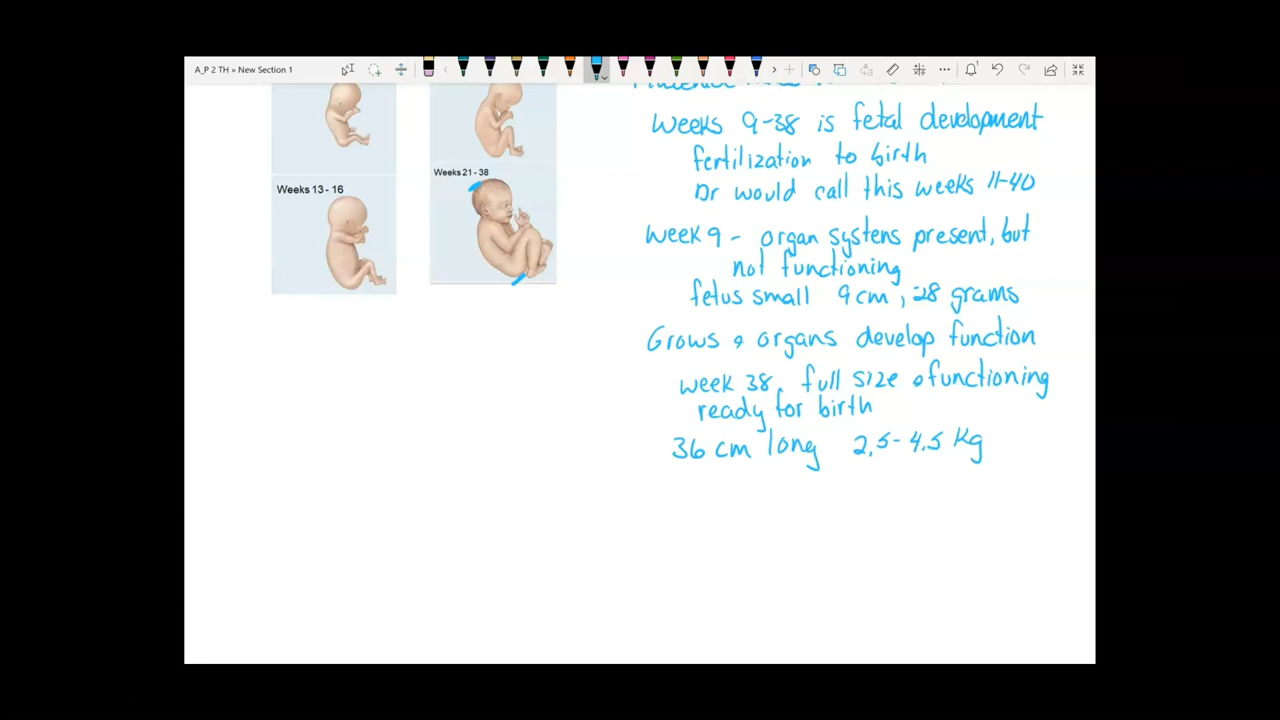 A_P 2 TH » New Section 1
Weeks 21 - 38
Weeks 13 - 16
Weeks 9-38 is fetal development
fertilization to birth
Dr would call this weeks 11-40
Week 9 - organ systens present, but
not functioning
fetus small 9cm, 28 grams
Grows & organs develop function
week 38, full size & functioning
ready for birth
36 cm long 2,5-4,5 Kg